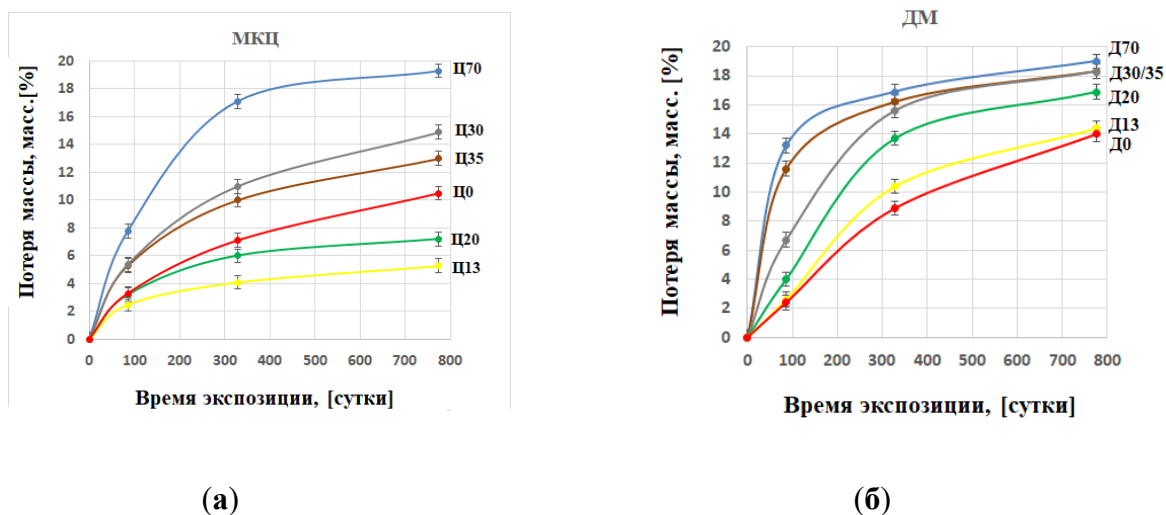 МКЦ
Потеря массы, масс.[%]
20
18
16
14
12
10
8
6
4
2
0
0 100 200 300 400 500 600 700 800
Ц70
Ц30
Ц35
Ц0
Ц20
Ц13
Время экспозиции, [сутки]
(а)
ДМ
Потеря массы, масс. [%]
20
18
16
14
12
10
8
6
4
2
0
0 100 200 300 400 500 600 700 800
Д70
Д30/35
Д20
Д13
Д0
Время экспозиции, [сутки]
(б)